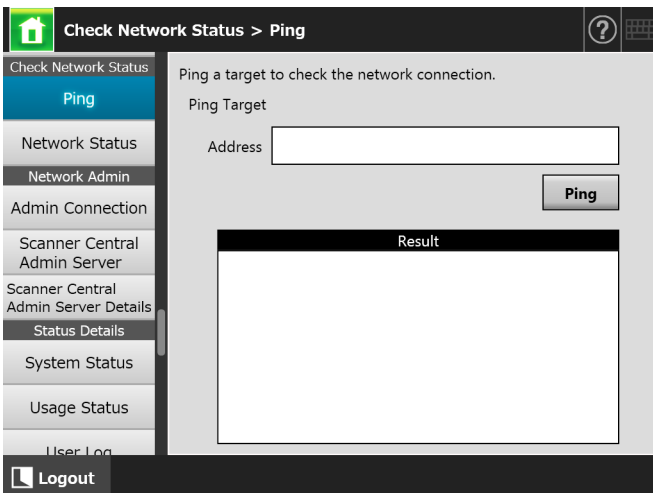 Check Network Status > Ping
?
Check Network Status
Ping
Network Status
Network Admin
Admin Connection
Scanner Central
Admin Server
Scanner Central
Admin Server Details
Status Details
System Status
Usage Status
User Log
Ping a target to check the network connection.
Ping Target
Address
Ping
Result
Logout